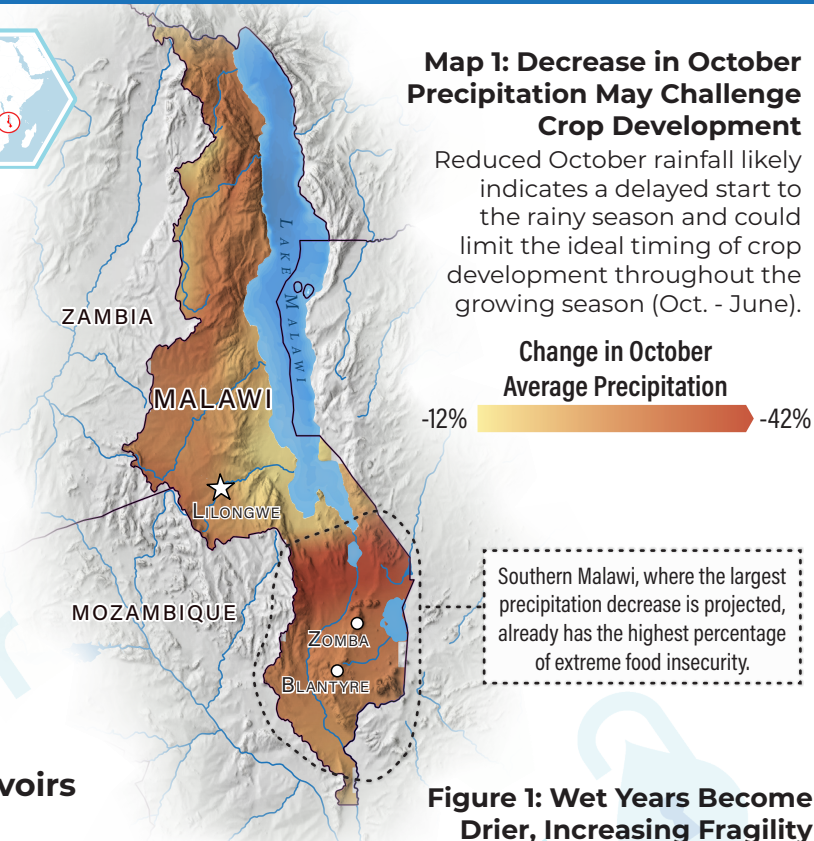 Map 1: Decrease in October
Precipitation May Challenge
Crop Development
Reduced October rainfall likely
indicates a delayed start to
the rainy season and could
limit the ideal timing of crop
development throughout the
growing season (Oct. - June).
Change in October
Average Precipitation
-12%
-42%
LAKE MALAWI
ZAMBIA
MALAWI
LILONGWE
MOZAMBIQUE
ZOMBA
BLANTYRE
Southern Malawi, where the largest
precipitation decrease is projected,
already has the highest percentage
of extreme food insecurity.
voirs
Figure 1: Wet Years Become
Drier, Increasing Fragility